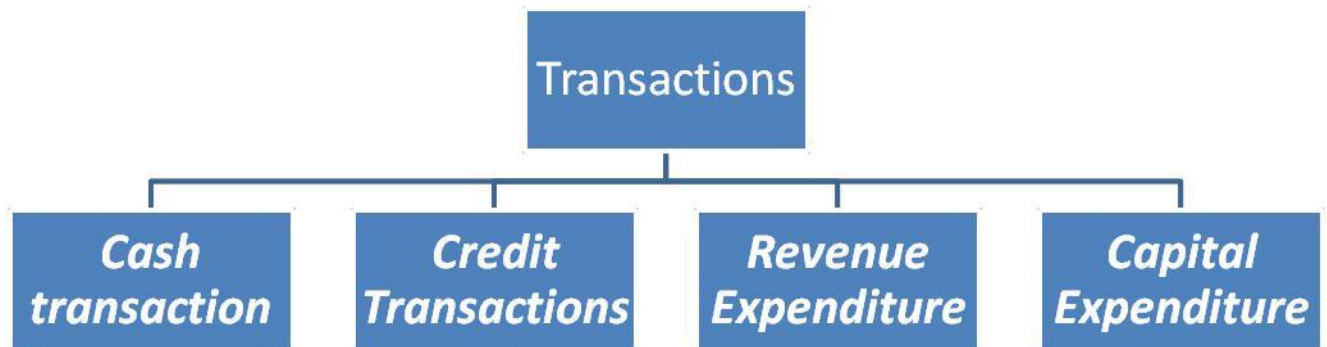 Transactions
Cash
transaction
Credit
Transactions
Revenue
Expenditure
Capital
Expenditure